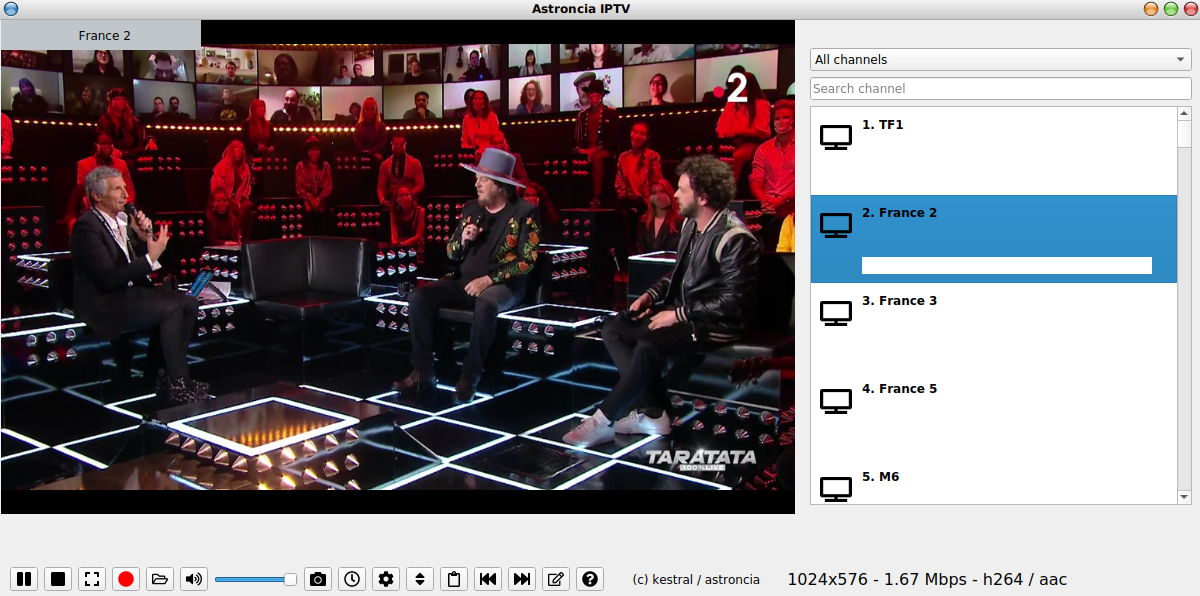 Astroncia IPTV
France 2
2
TARATATA
100% LIVE
All channels
Search channel
1. TF1
2. France 2
3. France 3
4. France 5
5. M6
(c) kestral / astroncia
1024x576 - 1.67 Mbps - h264 / aac